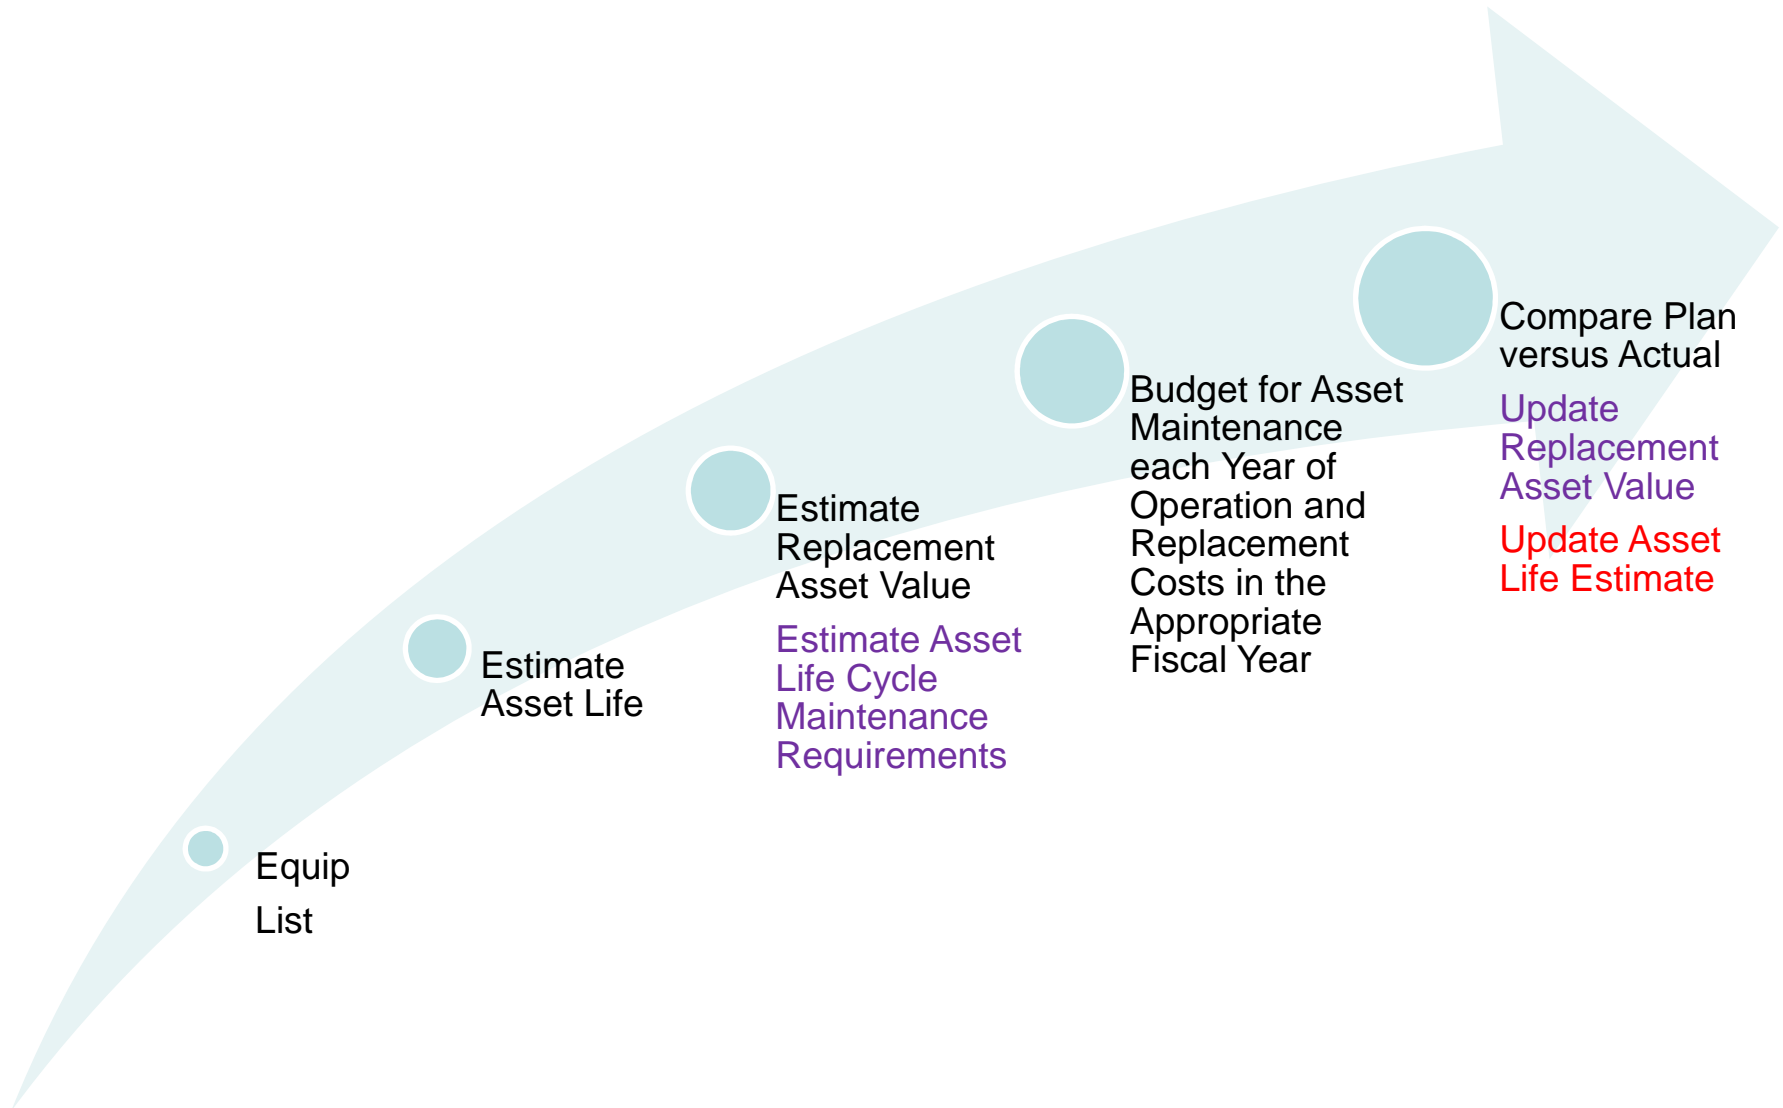 Equip
List
Estimate
Asset Life
Estimate
Replacement
Asset Value
Estimate Asset
Life Cycle
Maintenance
Requirements
Budget for Asset
Maintenance
each Year of
Operation and
Replacement
Costs in the
Appropriate
Fiscal Year
Compare Plan
versus Actual
Update
Replacement
Asset Value
Update Asset
Life Estimate